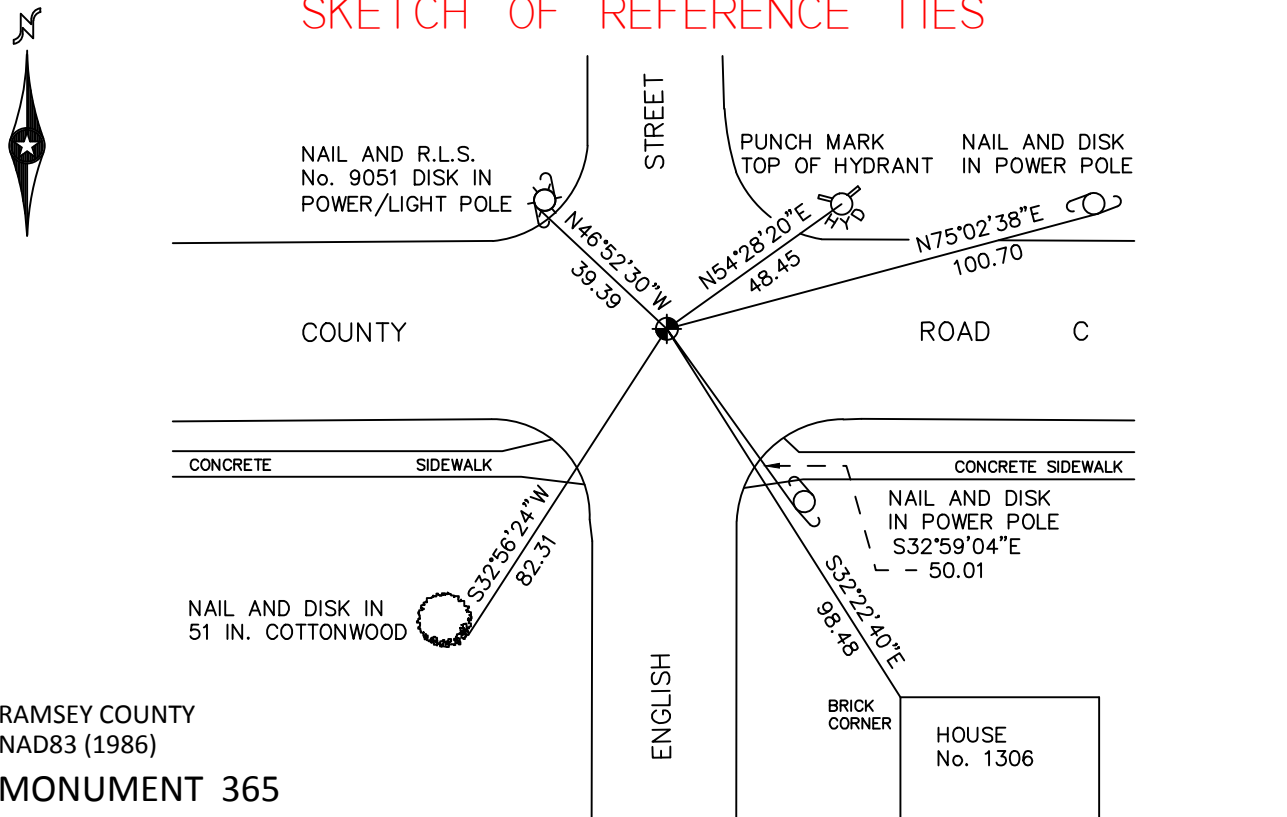 SKETCH OF REFERENCE TIES
N
STREET
NAIL AND R.L.S.
No. 9051 DISK IN
POWER/LIGHT POLE
PUNCH MARK
TOP OF HYDRANT
NAIL AND DISK
IN POWER POLE
HYD
N46°52'30"W
39.39
N54°28'20"E
48.45
N75°02'38"E
100.70
COUNTY
ROAD C
CONCRETE SIDEWALK
CONCRETE SIDEWALK
NAIL AND DISK
IN POWER POLE
S32°59'04"E
50.01
S32°56'24"W
82.31
S32°22'40"E
98.48
NAIL AND DISK IN
51 IN. COTTONWOOD
ENGLISH
BRICK
CORNER
HOUSE
No. 1306
RAMSEY COUNTY
NAD83 (1986)
MONUMENT 365